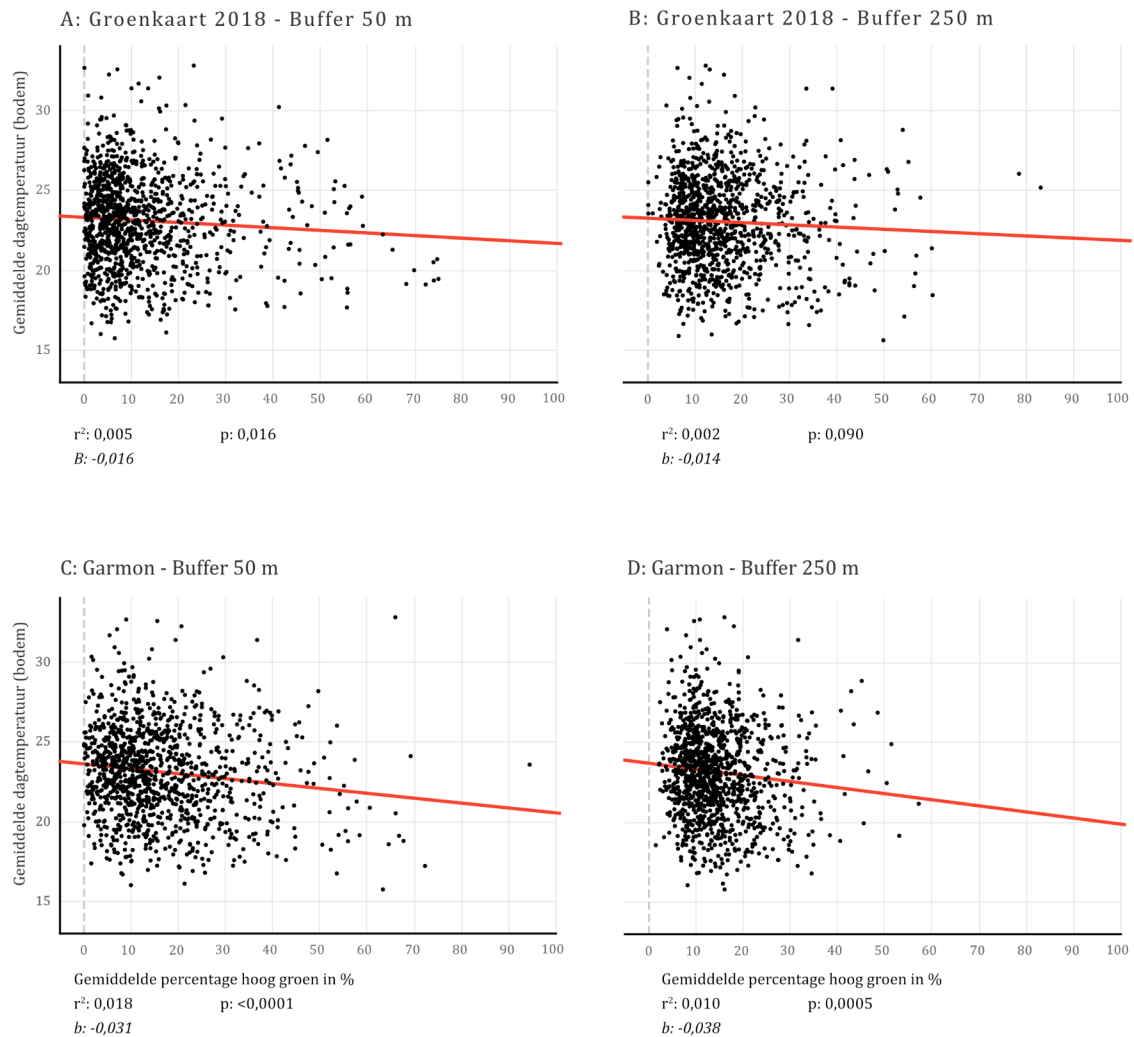 A: Groenkaart 2018 - Buffer 50 m
Gemiddelde dagtemperatuur (bodem)
30
25
20
15
0 10 20 30 40 50 60 70 80 90 100
r²: 0,005 p: 0,016
B: -0,016
B: Groenkaart 2018 - Buffer 250 m
0 10 20 30 40 50 60 70 80 90 100
r²: 0,002 p: 0,090
b: -0,014
C: Garmon - Buffer 50 m
Gemiddelde dagtemperatuur (bodem)
30
25
20
15
0 10 20 30 40 50 60 70 80 90 100
Gemiddelde percentage hoog groen in %
r²: 0,018 p: <0,0001
b: -0,031
D: Garmon - Buffer 250 m
0 10 20 30 40 50 60 70 80 90 100
Gemiddelde percentage hoog groen in %
r²: 0,010 p: 0,0005
b: -0,038